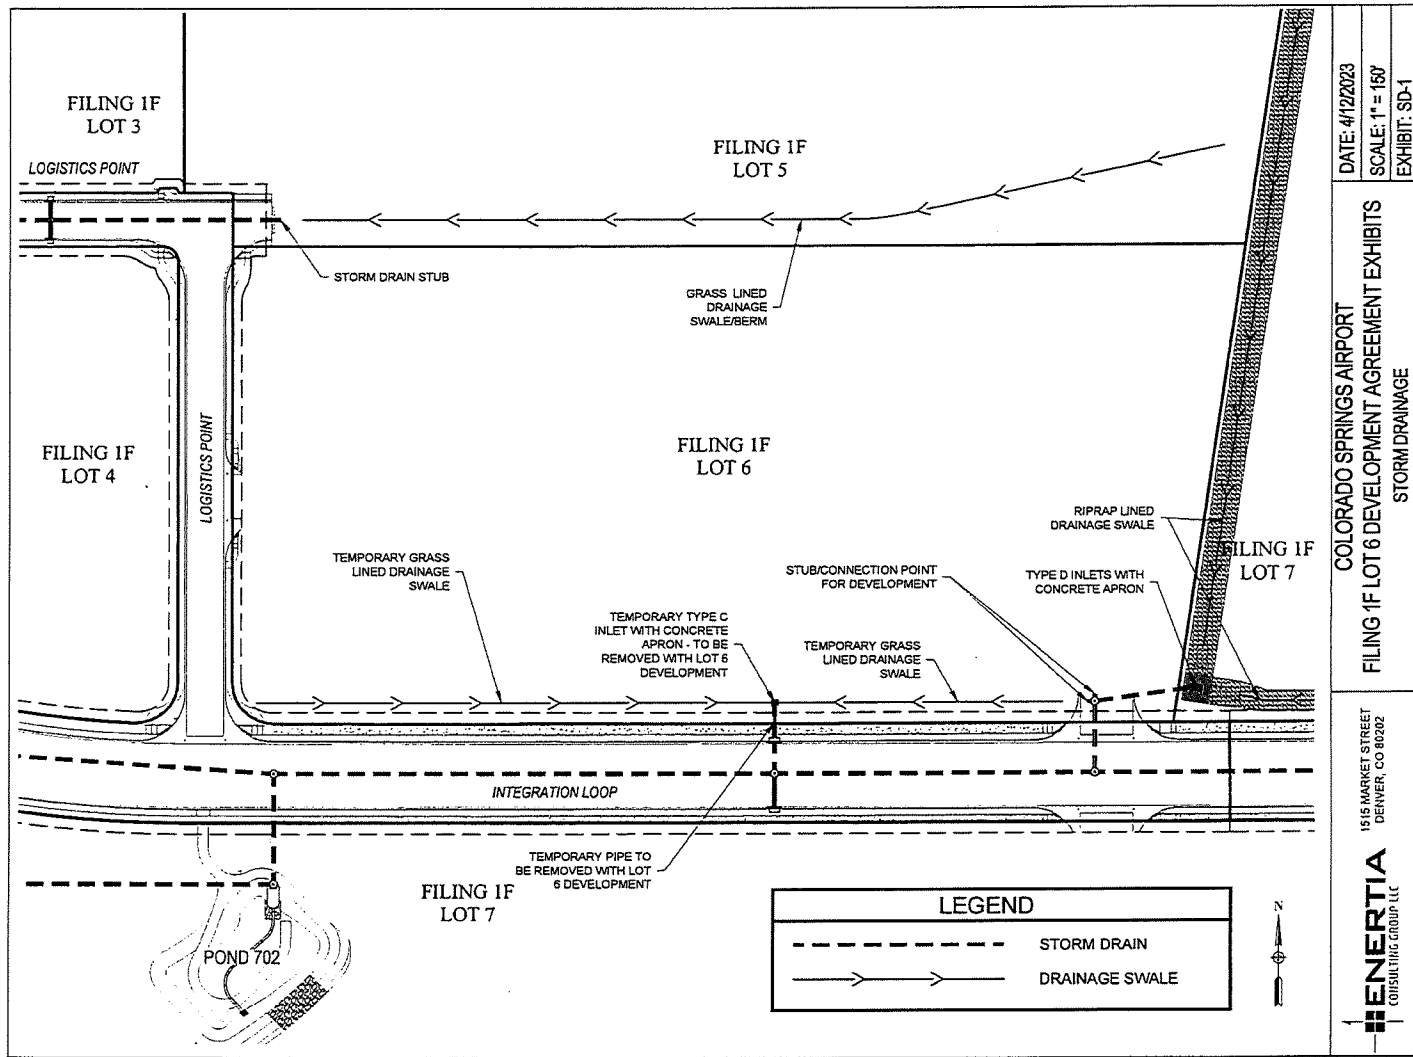 FILING 1F
LOT 3
LOGISTICS POINT
FILING 1F
LOT 5
STORM DRAIN STUB
GRASS LINED
DRAINAGE
SWALE/BERM
FILING 1F
LOT 4
LOGISTICS POINT
FILING 1F
LOT 6
RIPRAP LINED
DRAINAGE SWALE
FILING 1F
LOT 7
TEMPORARY GRASS
LINED DRAINAGE
SWALE
STUB/CONNECTION POINT
FOR DEVELOPMENT
TYPE D INLETS WITH
CONCRETE APRON
TEMPORARY TYPE C
INLET WITH CONCRETE
APRON - TO BE
REMOVED WITH LOT 6
DEVELOPMENT
TEMPORARY GRASS
LINED DRAINAGE
SWALE
INTEGRATION LOOP
TEMPORARY PIPE TO
BE REMOVED WITH LOT
6 DEVELOPMENT
FILING 1F
LOT 7
POND 702
LEGEND
STORM DRAIN
DRAINAGE SWALE
N
DATE: 4/12/2023
SCALE: 1" = 150'
EXHIBIT: SD-1
COLORADO SPRINGS AIRPORT
FILING 1F LOT 6 DEVELOPMENT AGREEMENT EXHIBITS
STORM DRAINAGE
1515 MARKET STREET
DENVER, CO 80202
ENERTIA
CONSULTING GROUP LLC